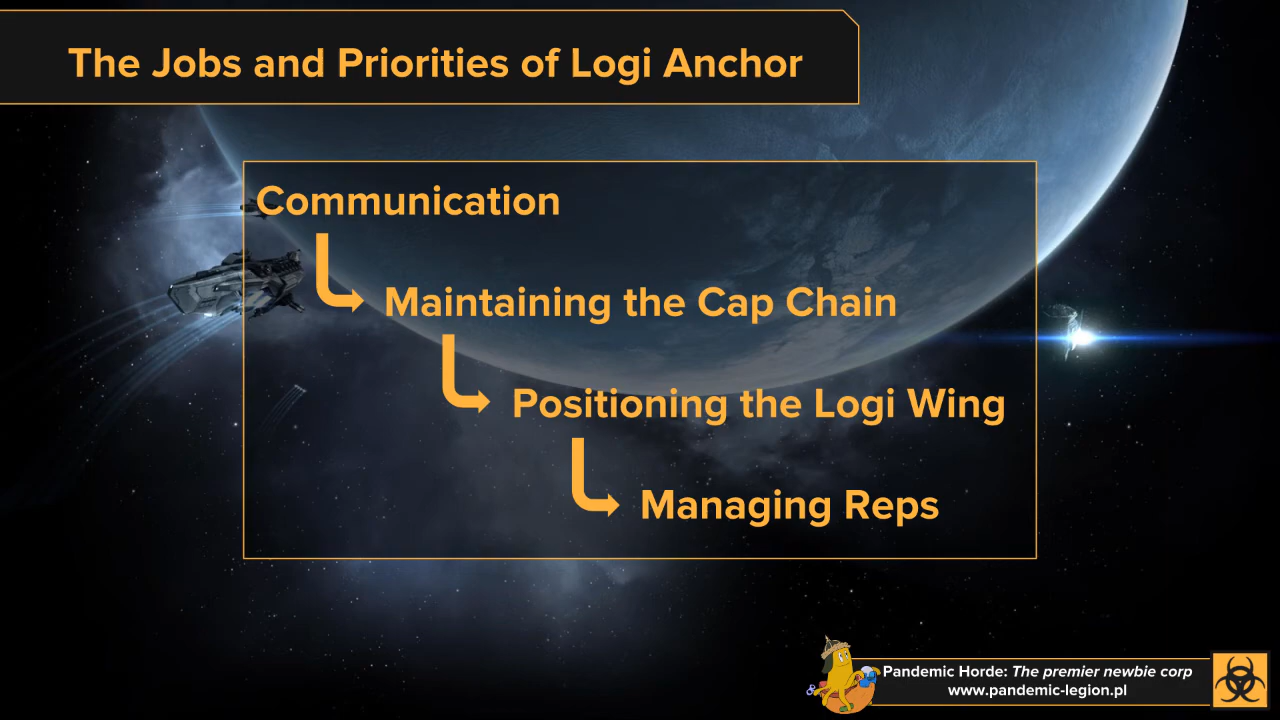 The Jobs and Priorities of Logi Anchor
Communication
Maintaining the Cap Chain
Positioning the Logi Wing
Managing Reps
Pandemic Horde: The premier newbie corp
www.pandemic-legion.pl